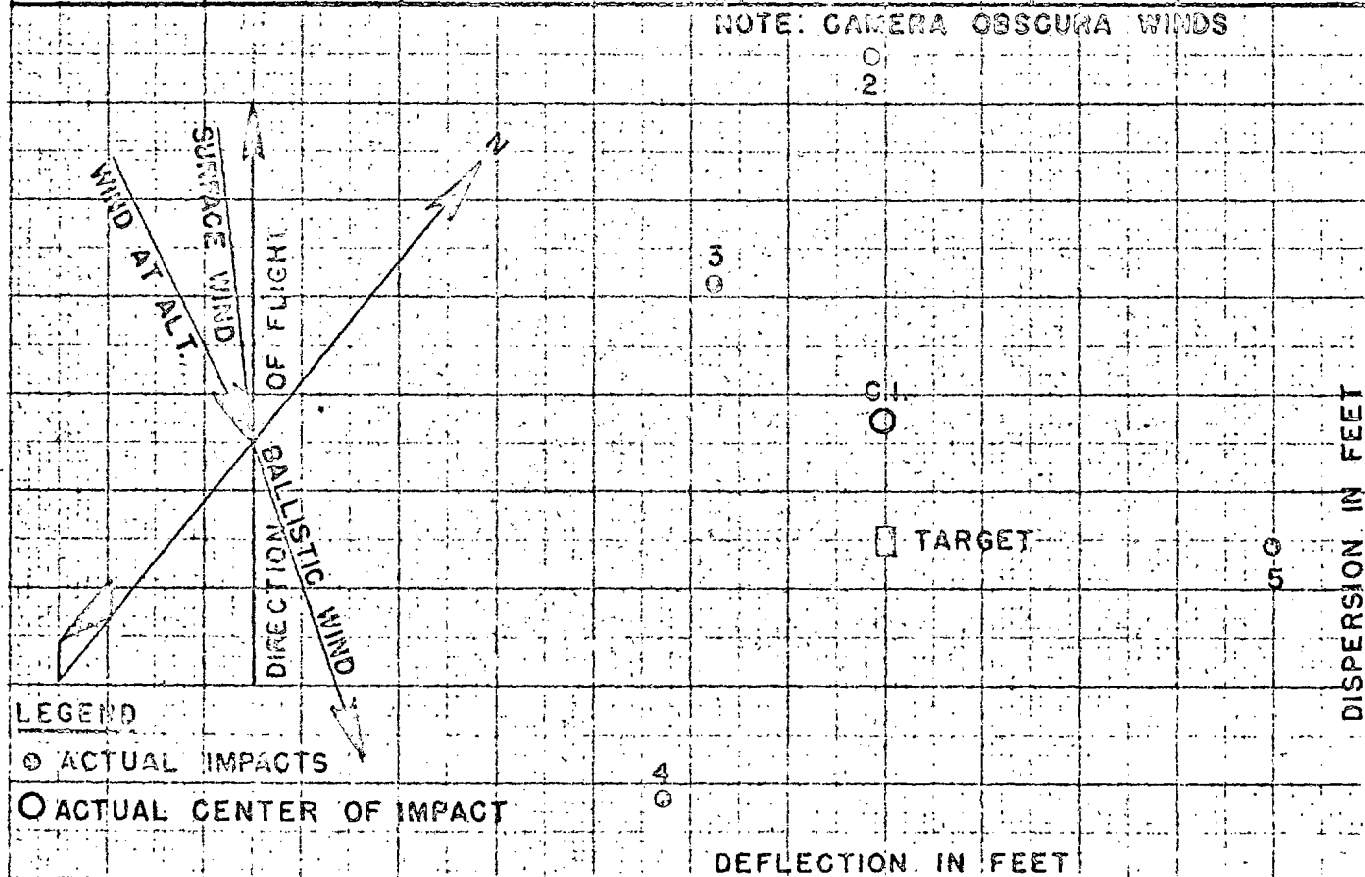 NOTE: CAMERA OBSCURA WINDS
2
N
SURFACE WIND
WIND AT ALT.
DIRECTION OF FLIGHT
3
C.I.
BALLISTIC WIND
TARGET
5
DISPERSION IN FEET
LEGEND
ACTUAL IMPACTS
4
ACTUAL CENTER OF IMPACT
DEFLECTION IN FEET